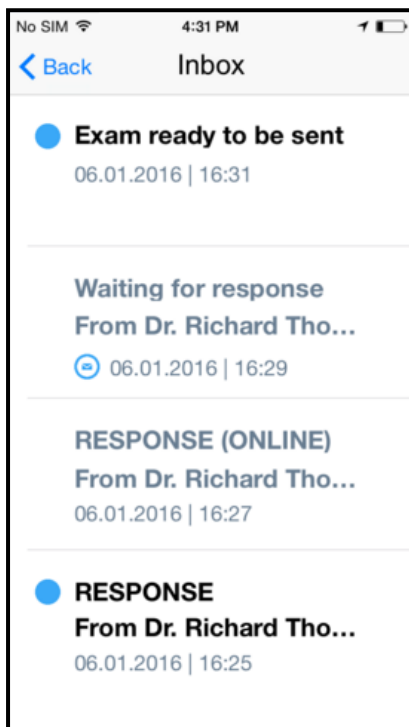 No SIM 4:31 PM
Back Inbox
Exam ready to be sent
06.01.2016 | 16:31
Waiting for response
From Dr. Richard Tho...
06.01.2016 | 16:29
RESPONSE (ONLINE)
From Dr. Richard Tho...
06.01.2016 | 16:27
RESPONSE
From Dr. Richard Tho...
06.01.2016 | 16:25